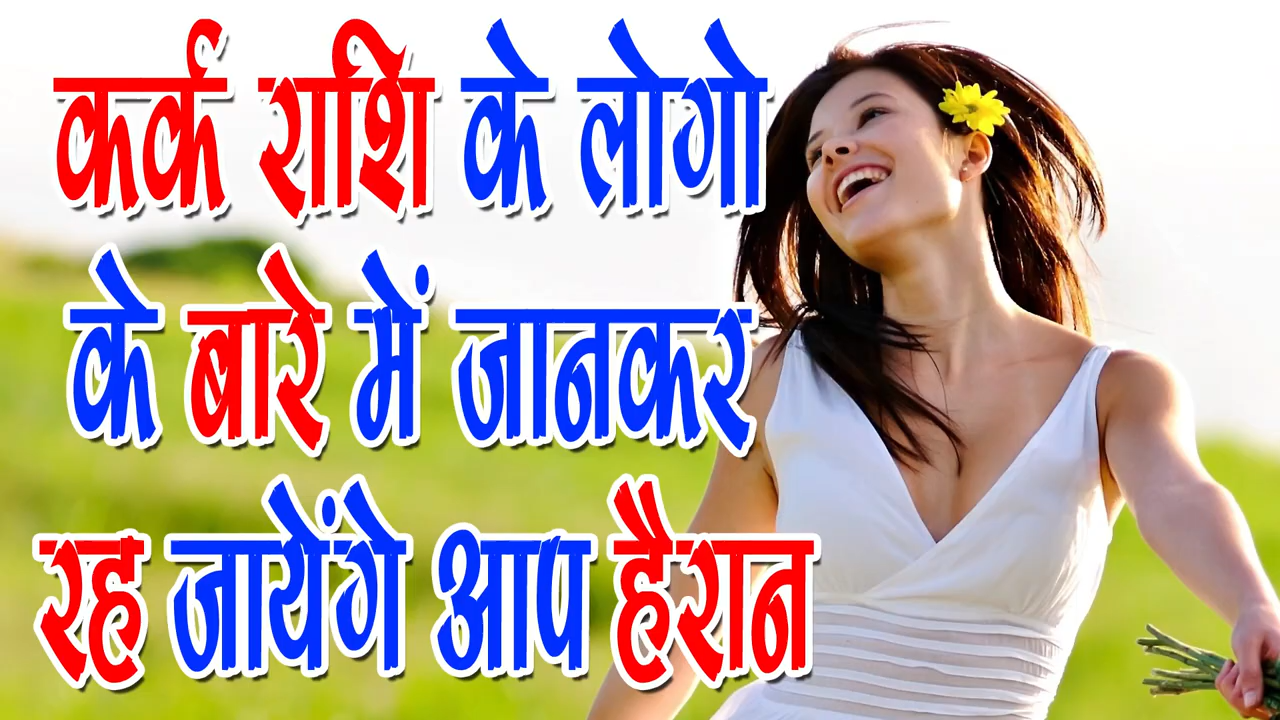 कर्क राशि के लोगो
के बारे में जानकर
रह जायेंगे आप हैरान